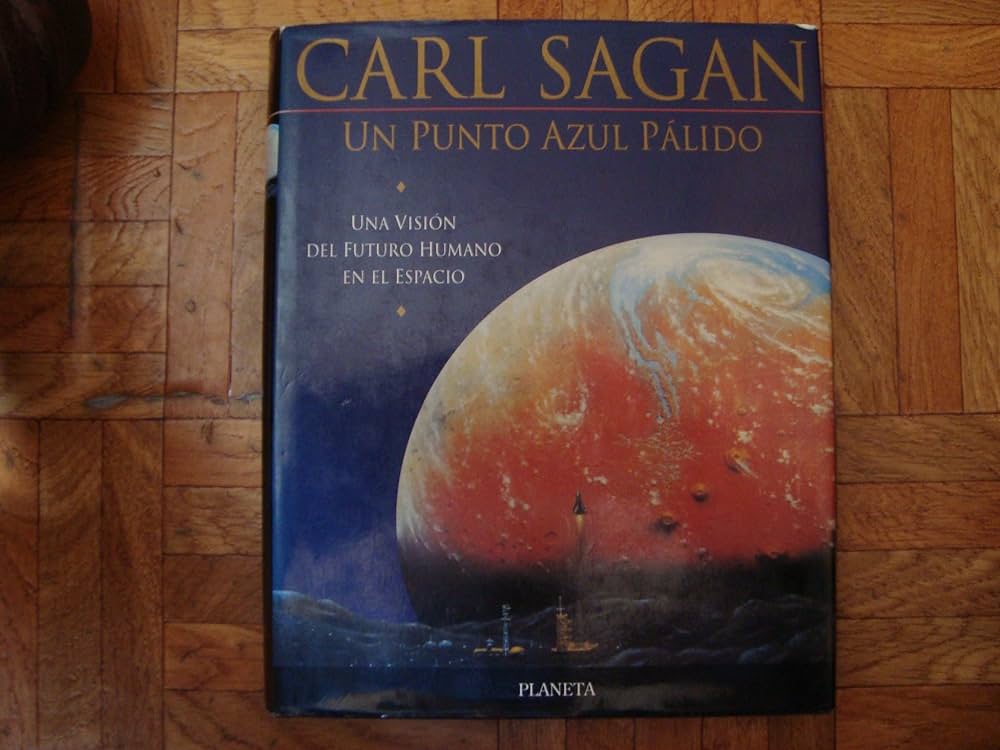 CARL SAGAN
UN PUNTO AZUL PÁLIDO
UNA VISIÓN
DEL FUTURO HUMANO
EN EL ESPACIO
PLANETA